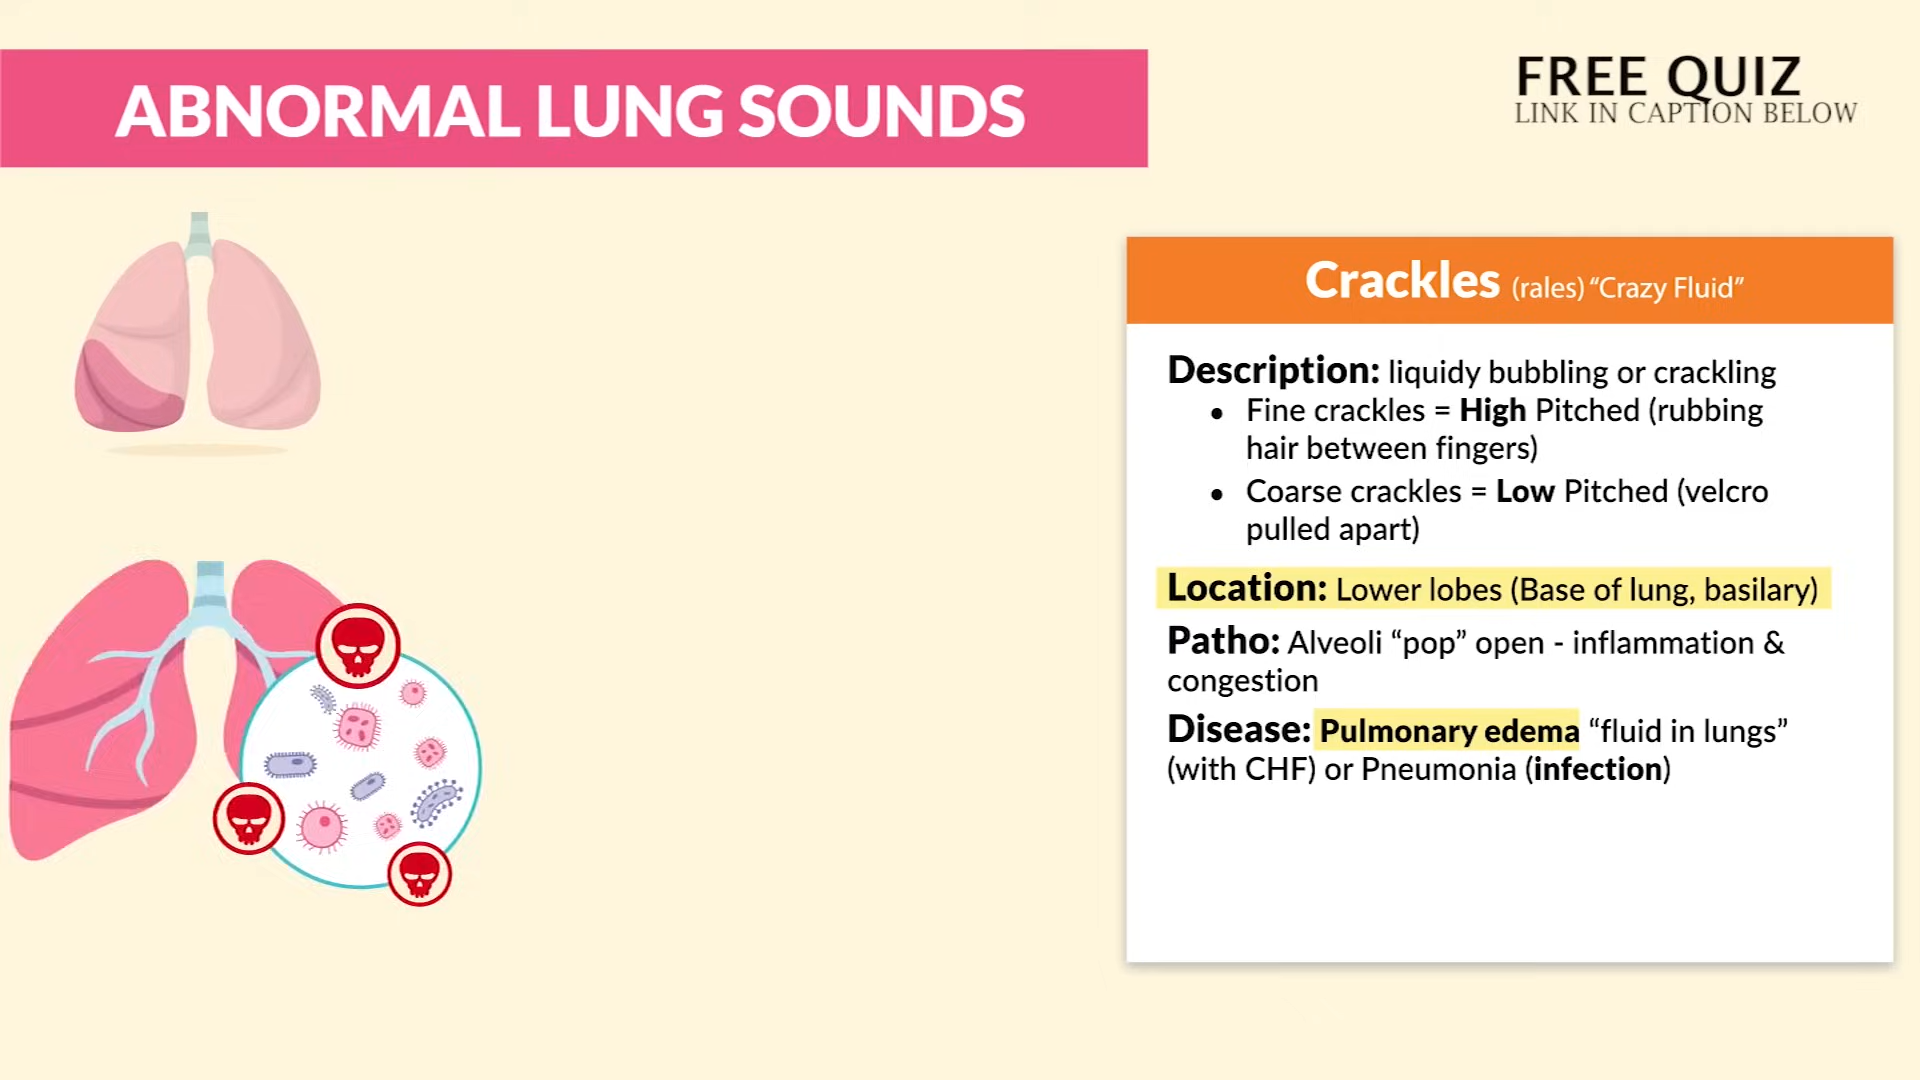 ABNORMAL LUNG SOUNDS
FREE QUIZ
LINK IN CAPTION BELOW
Crackles (rales) “Crazy Fluid”
Description: liquidy bubbling or crackling
• Fine crackles = High Pitched (rubbing
hair between fingers)
• Coarse crackles = Low Pitched (velcro
pulled apart)
Location: Lower lobes (Base of lung, basilary)
Patho: Alveoli “pop” open - inflammation &
congestion
Disease: Pulmonary edema “fluid in lungs”
(with CHF) or Pneumonia (infection)